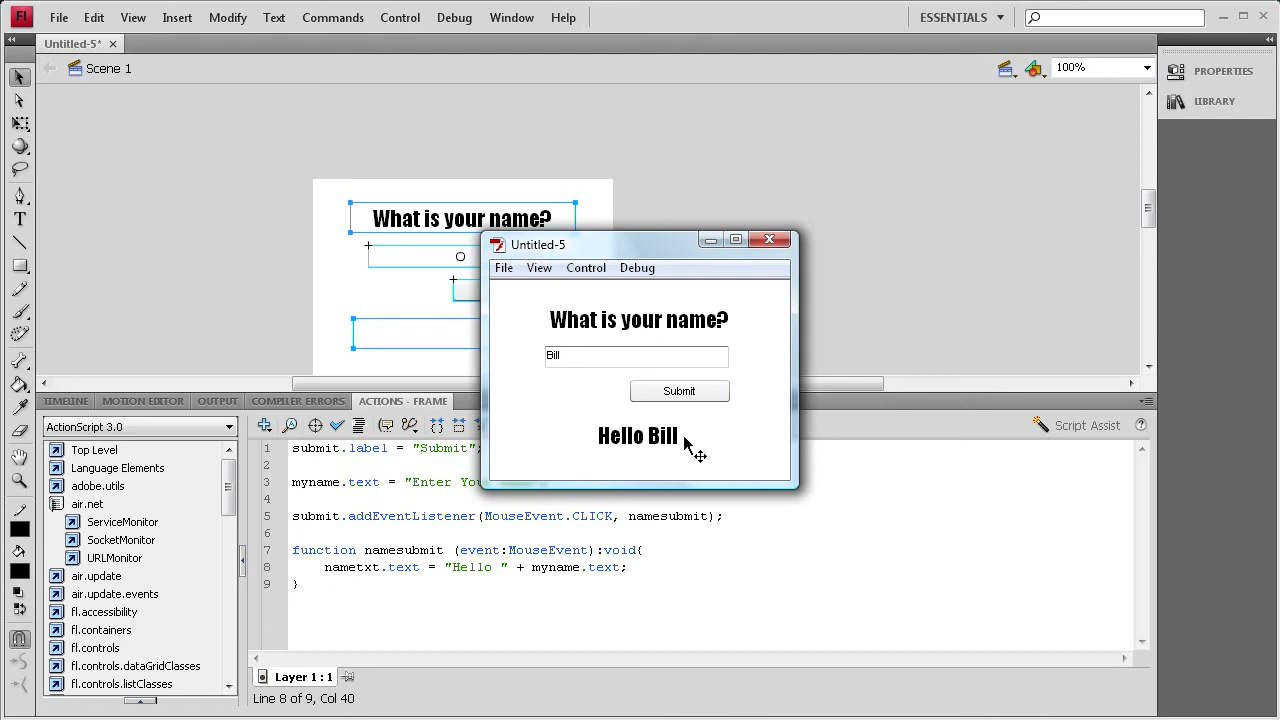 Fl File Edit View Insert Modify Text Commands Control Debug Window Help ESSENTIALS
Untitled-5*
Scene 1 100%
PROPERTIES
LIBRARY
What is your name?
Untitled-5
File View Control Debug
What is your name?
Bill
Submit
Hello Bill
TIMELINE MOTION EDITOR OUTPUT COMPILER ERRORS ACTIONS - FRAME
ActionScript 3.0
Script Assist
Top Level
Language Elements
adobe.utils
air.net
ServiceMonitor
SocketMonitor
URLMonitor
air.update
air.update.events
fl.accessibility
fl.containers
fl.controls
fl.controls.dataGridClasses
fl.controls.listClasses
1 submit.label = "Submit";
2
3 myname.text = "Enter
4
5 submit.addEventListener(MouseEvent.CLICK, namesubmit);
6
7 function namesubmit (event:MouseEvent):void{
8 nametxt.text = "Hello " + myname.text;
9 }
Layer 1 : 1
Line 8 of 9, Col 40